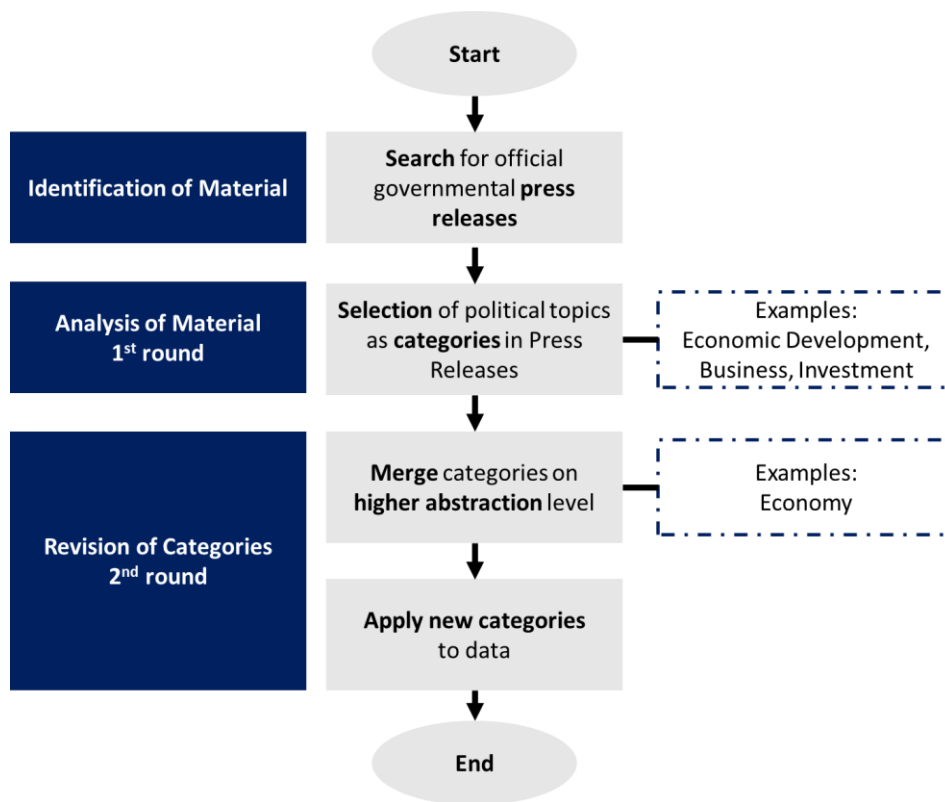 Start
Identification of Material
Search for official
governmental press
releases
Analysis of Material
1st round
Selection of political topics
as categories in Press
Releases
Examples:
Economic Development,
Business, Investment
Revision of Categories
2nd round
Merge categories on
higher abstraction level
Examples:
Economy
Apply new categories
to data
End